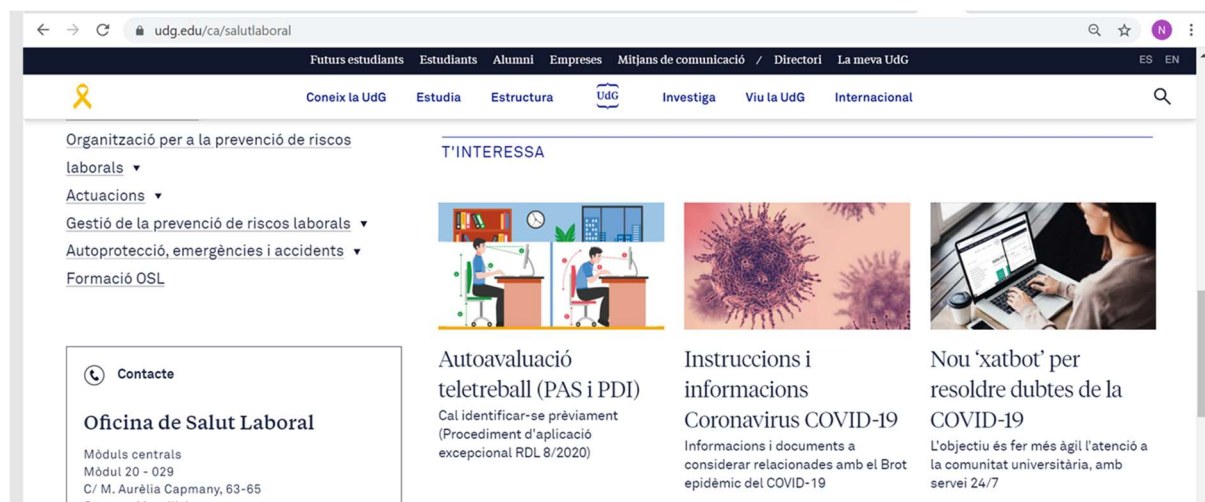 udg.edu/ca/salutlaboral
N
Futurs estudiants Estudiants Alumni Empreses Mitjans de comunicació / Directori La meva UdG
ES EN
Coneix la UdG Estudia Estructura UdG Investiga Viu la UdG Internacional
Organització per a la prevenció de riscos
laborals
Actuacions
Gestió de la prevenció de riscos laborals
Autoprotecció, emergències i accidents
Formació OSL
Contacte
Oficina de Salut Laboral
Mòduls centrals
Mòdul 20 - 029
C/ M. Aurèlia Capmany, 63-65
T'INTERESSA
Autoavaluació
teletreball (PAS i PDI)
Cal identificar-se prèviament
(Procediment d'aplicació
excepcional RDL 8/2020)
Instruccions i
informacions
Coronavirus COVID-19
Informacions i documents a
considerar relacionades amb el Brot
epidèmic del COVID-19
Nou ‘xatbot’ per
resoldre dubtes de la
COVID-19
L'objectiu és fer més àgil l'atenció a
la comunitat universitària, amb
servei 24/7